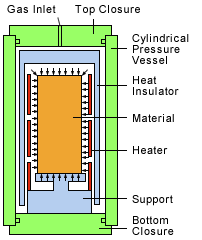 Gas Inlet
Top Closure
Cylindrical
Pressure
Vessel
Heat
Insulator
Material
Heater
Support
Bottom
Closure